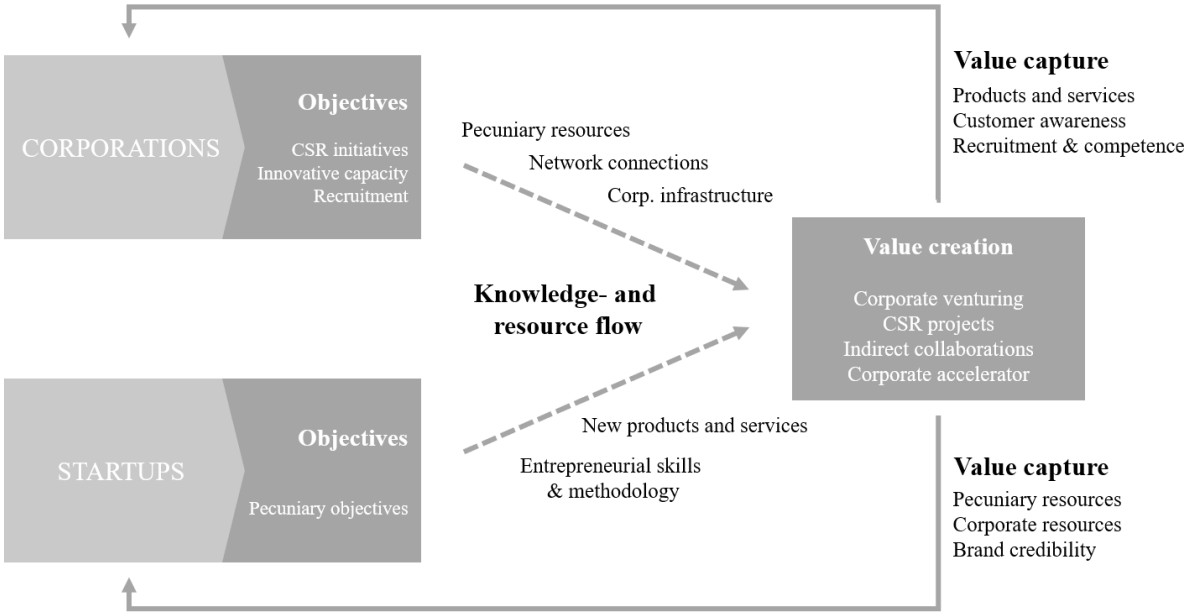 CORPORATIONS
Objectives
CSR initiatives
Innovative capacity
Recruitment
Pecuniary resources
Network connections
Corp. infrastructure
Knowledge- and
resource flow
STARTUPS
Objectives
Pecuniary objectives
New products and services
Entrepreneurial skills
& methodology
Value creation
Corporate venturing
CSR projects
Indirect collaborations
Corporate accelerator
Value capture
Products and services
Customer awareness
Recruitment & competence
Value capture
Pecuniary resources
Corporate resources
Brand credibility